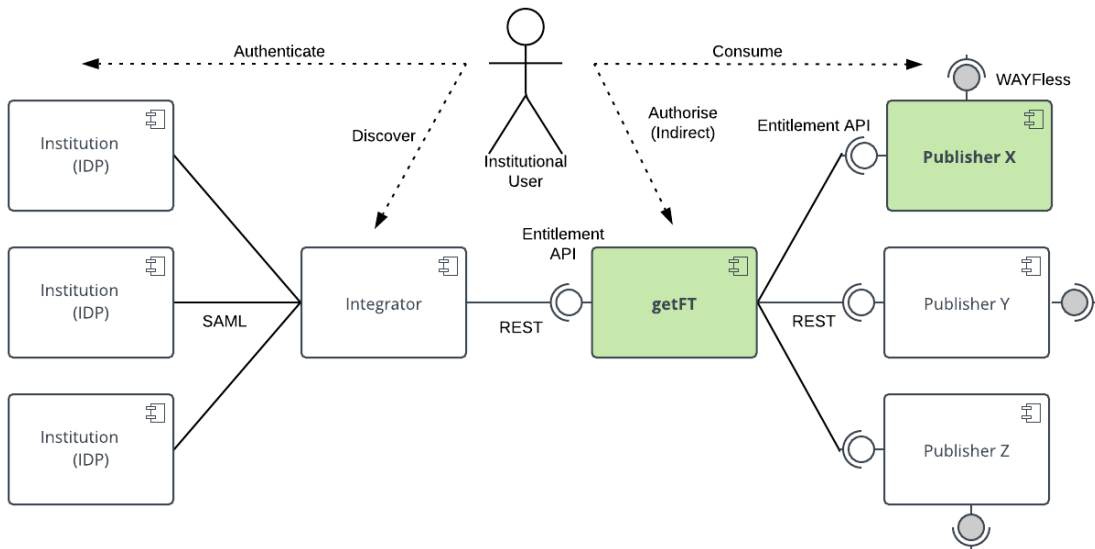 Authenticate
Consume
WAYFless
Discover
Authorise
(Indirect)
Entitlement API
Institution
(IDP)
Publisher X
Institutional
User
Entitlement
API
Institution
(IDP)
SAML
Integrator
REST
getFT
REST
Publisher Y
Institution
(IDP)
Publisher Z